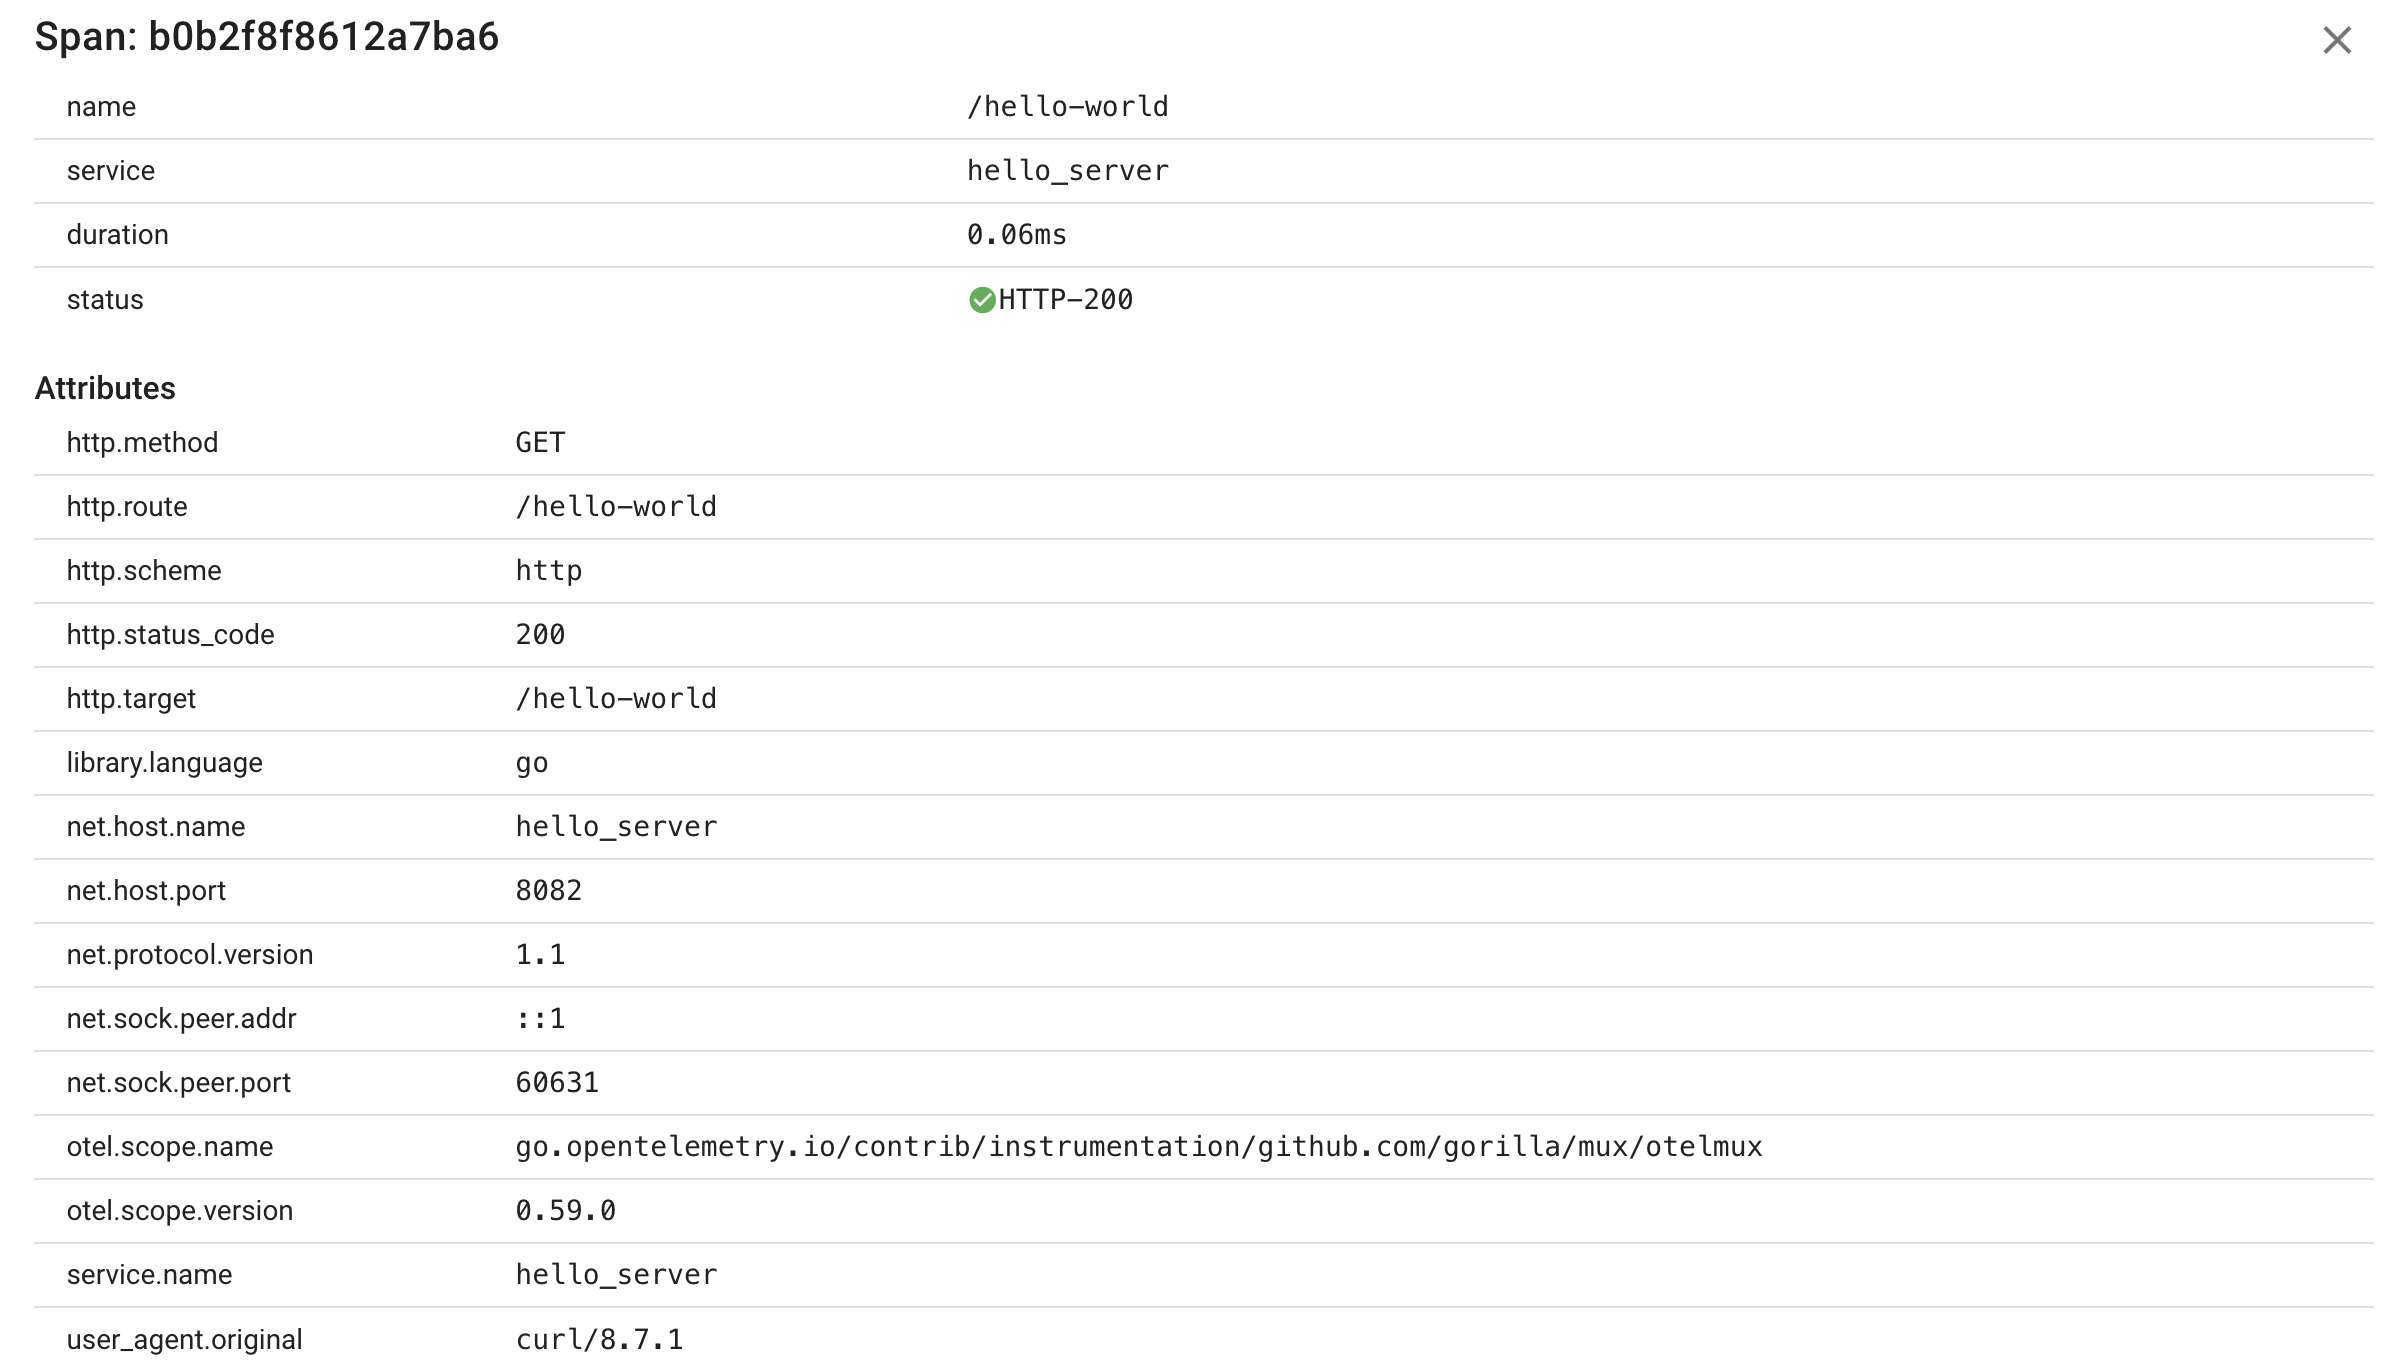 Span: b0b2f8f8612a7ba6
name /hello-world
service hello_server
duration 0.06ms
status HTTP-200
Attributes
http.method GET
http.route /hello-world
http.scheme http
http.status_code 200
http.target /hello-world
library.language go
net.host.name hello_server
net.host.port 8082
net.protocol.version 1.1
net.sock.peer.addr ::1
net.sock.peer.port 60631
otel.scope.name go.opentelemetry.io/contrib/instrumentation/github.com/gorilla/mux/otelmux
otel.scope.version 0.59.0
service.name hello_server
user_agent.original curl/8.7.1